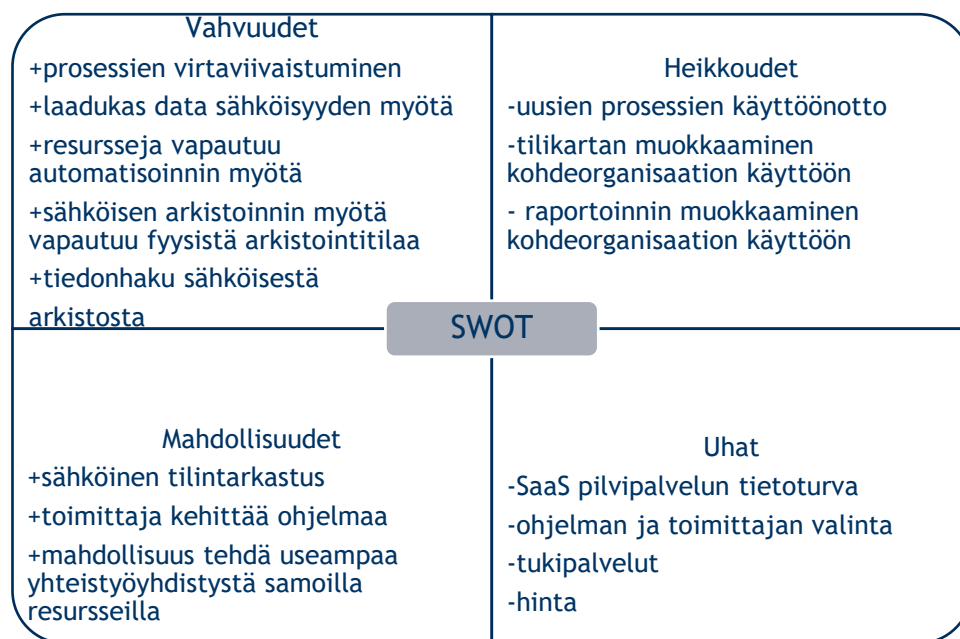 Vahvuudet
+prosessien virtaviivaistuminen
+laadukas data sähköisyyden myötä
+resursseja vapautuu
automatisoinnin myötä
+sähköisen arkistoinnin myötä
vapautuu fyysistä arkistointitilaa
+tiedonhaku sähköisestä
arkistosta
Heikkoudet
-uusien prosessien käyttöönotto
-tilikartan muokkaaminen
kohdeorganisaation käyttöön
- raportoinnin muokkaaminen
kohdeorganisaation käyttöön
SWOT
Mahdollisuudet
+sähköinen tilintarkastus
+toimittaja kehittää ohjelmaa
+mahdollisuus tehdä useampaa
yhteistyöyhdistystä samoilla
resursseilla
Uhat
-SaaS pilvipalvelun tietoturva
-ohjelman ja toimittajan valinta
-tukipalvelut
-hinta